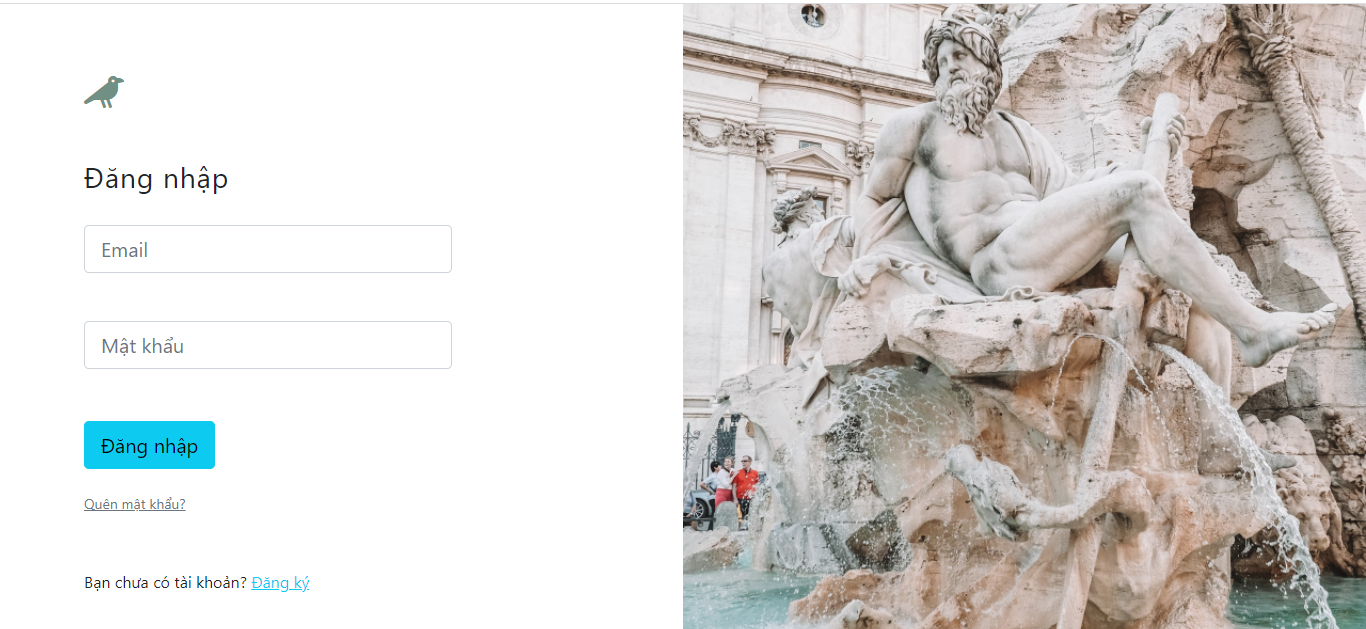 Đăng nhập
Email
Mật khẩu
Đăng nhập
Quên mật khẩu?
Bạn chưa có tài khoản? Đăng ký